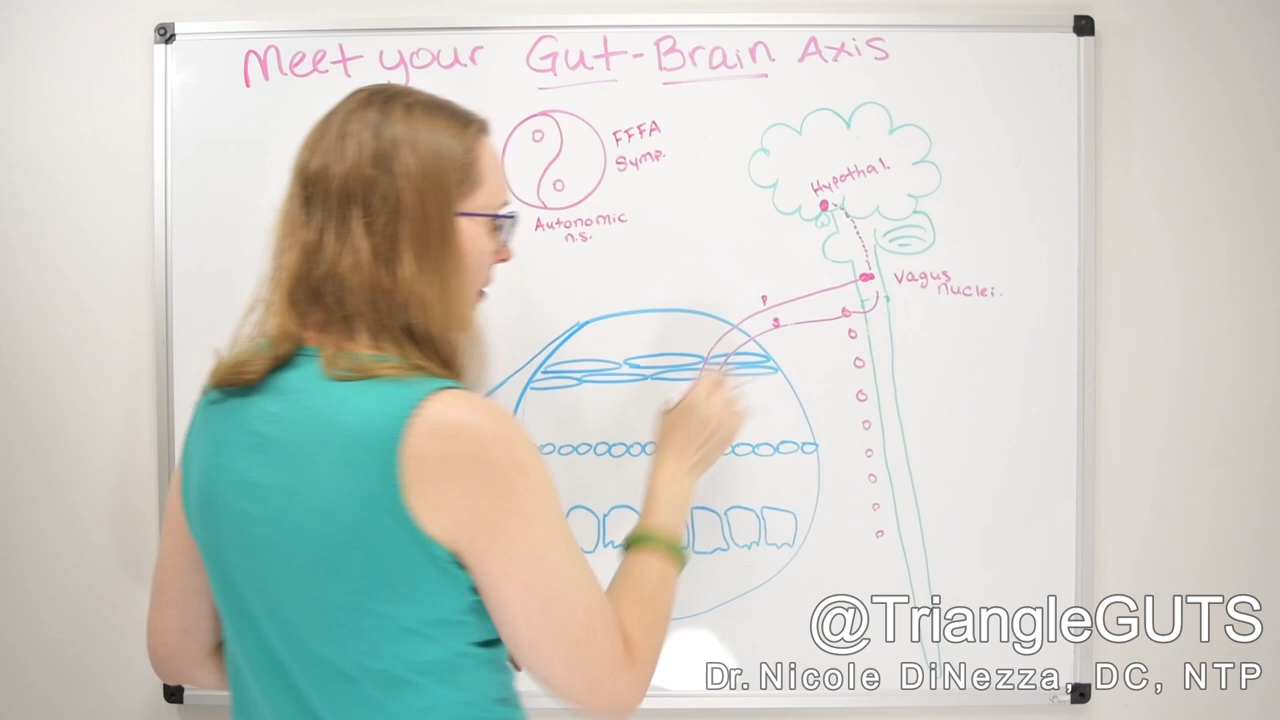 Meet your Gut-Brain Axis
FFFA
Symp.
Hypothal.
Autonomic
n.s.
Vagus
nuclei.
P
S
@TriangleGUTS
Dr. Nicole DiNezza, DC, NTP